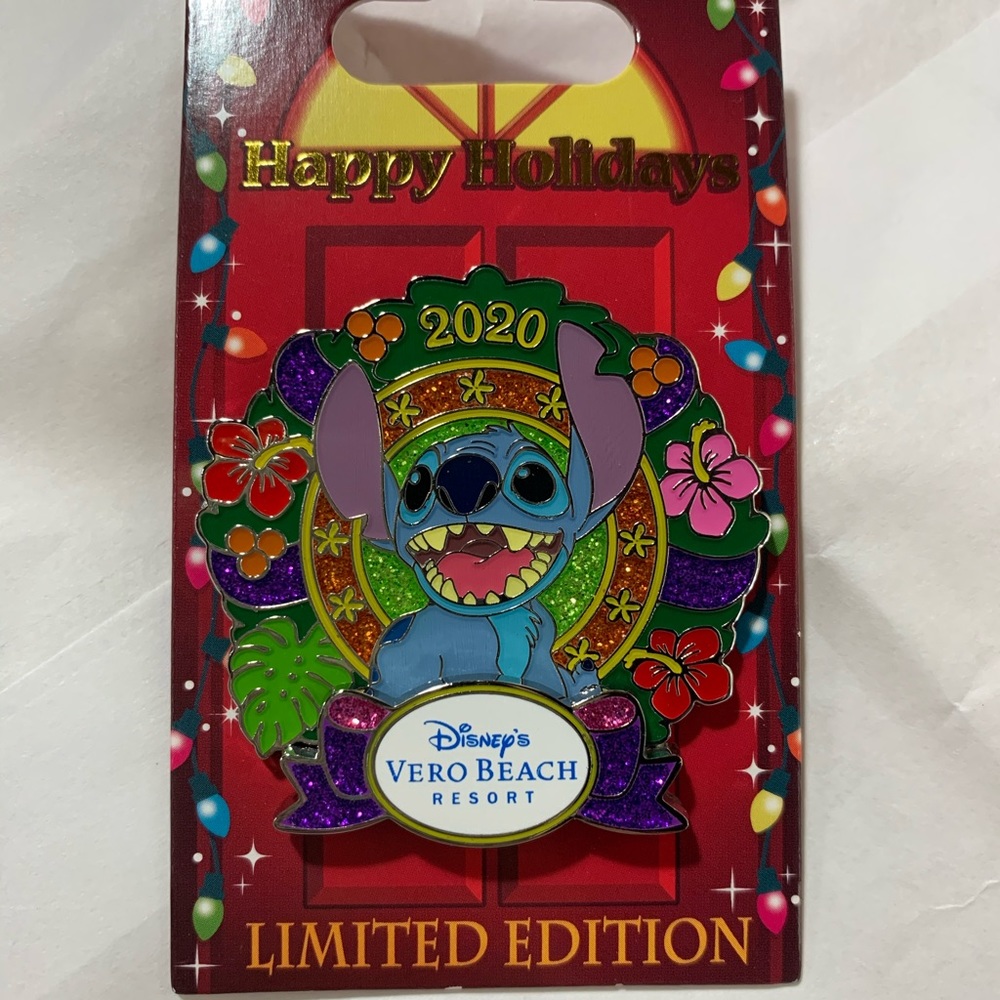 Happy Holidays
2020
Disney's
VERO BEACH
RESORT
LIMITED EDITION